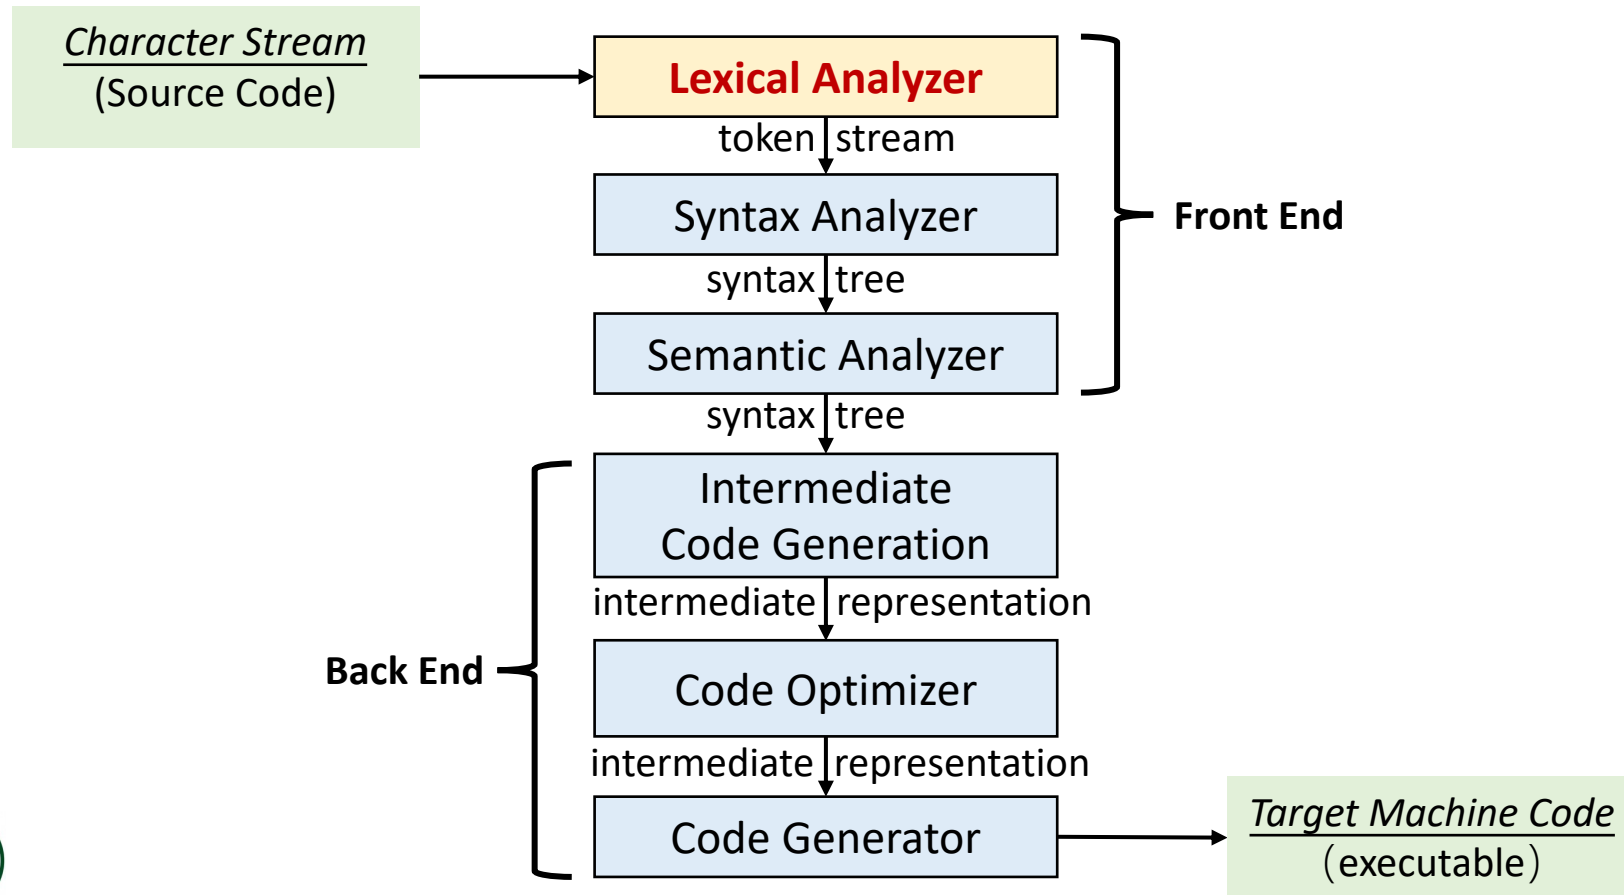 Character Stream
(Source Code)
Lexical Analyzer
token stream
Syntax Analyzer
Front End
syntax tree
Semantic Analyzer
syntax tree
Intermediate
Code Generation
intermediate representation
Back End
Code Optimizer
intermediate representation
Code Generator
Target Machine Code
（executable）